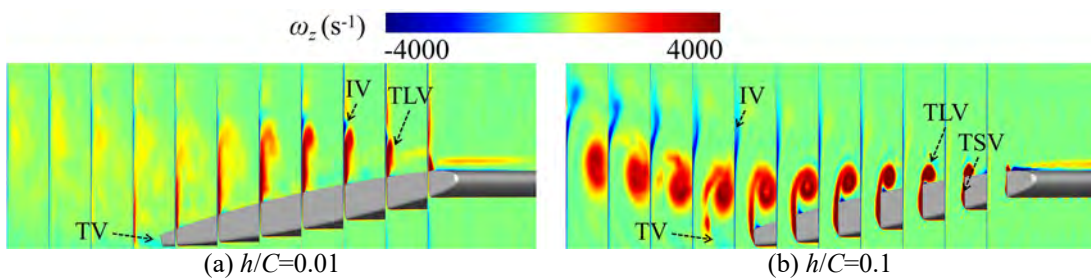 ω_z (s⁻¹)
-4000 4000
IV
TLV
TV
IV
TLV
TSV
TV
(a) h/C=0.01
(b) h/C=0.1